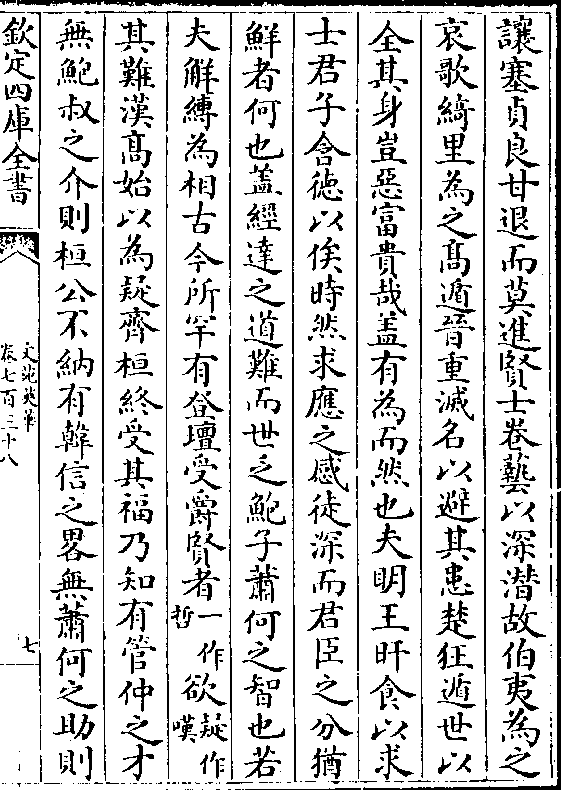 讓塞貞良甘退而莫進賢士卷藝以深潛故伯夷為之
哀歌綺里為之髙遁晉重滅名以避其患楚狂遁世以
全其身豈惡富貴哉盖有為而然也夫明王旰食以求
士君子含徳以俟時然求應之感徒深而君臣之分猶
鮮者何也盖經達之道難而世乏鮑子蕭何之智也若
夫觧縛為相古今所罕有登壇受爵賢者一作哲欲疑作嘆
其難漢髙始以為疑齊桓終受其福乃知有管仲之才
無鮑叔之介則桓公不納有韓信之畧無蕭何之助則
欽定四庫全書
文苑英華
卷七百三十八
七